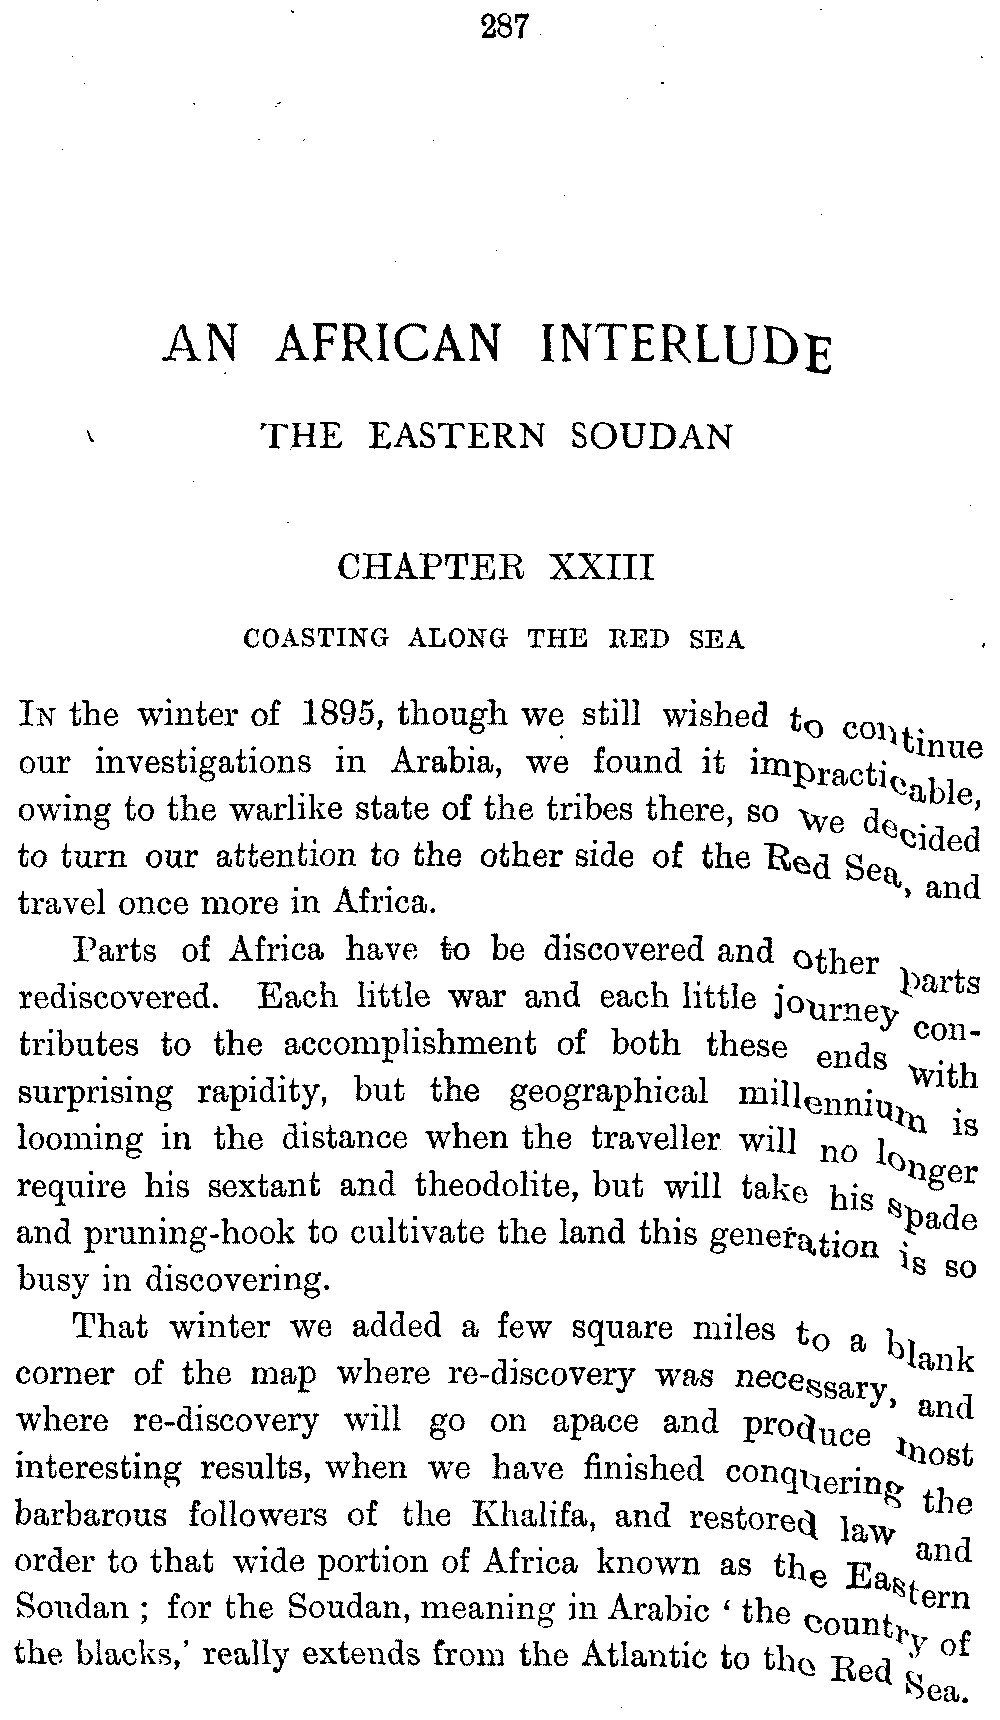 287
AN AFRICAN INTERLUDE
THE EASTERN SOUDAN
CHAPTER XXIII
COASTING ALONG THE RED SEA
IN the winter of 1895, though we still wished to continue
our investigations in Arabia, we found it impracticable,
owing to the warlike state of the tribes there, so we decided
to turn our attention to the other side of the Red Sea, and
travel once more in Africa.
Parts of Africa have to be discovered and other parts
rediscovered. Each little war and each little journey con-
tributes to the accomplishment of both these ends with
surprising rapidity, but the geographical millennium is
looming in the distance when the traveller will no longer
require his sextant and theodolite, but will take his spade
and pruning-hook to cultivate the land this generation is so
busy in discovering.
That winter we added a few square miles to a blank
corner of the map where re-discovery was necessary, and
where re-discovery will go on apace and produce most
interesting results, when we have finished conquering the
barbarous followers of the Khalifa, and restored law and
order to that wide portion of Africa known as the Eastern
Soudan ; for the Soudan, meaning in Arabic ‘ the country of
the blacks,’ really extends from the Atlantic to the Red Sea.